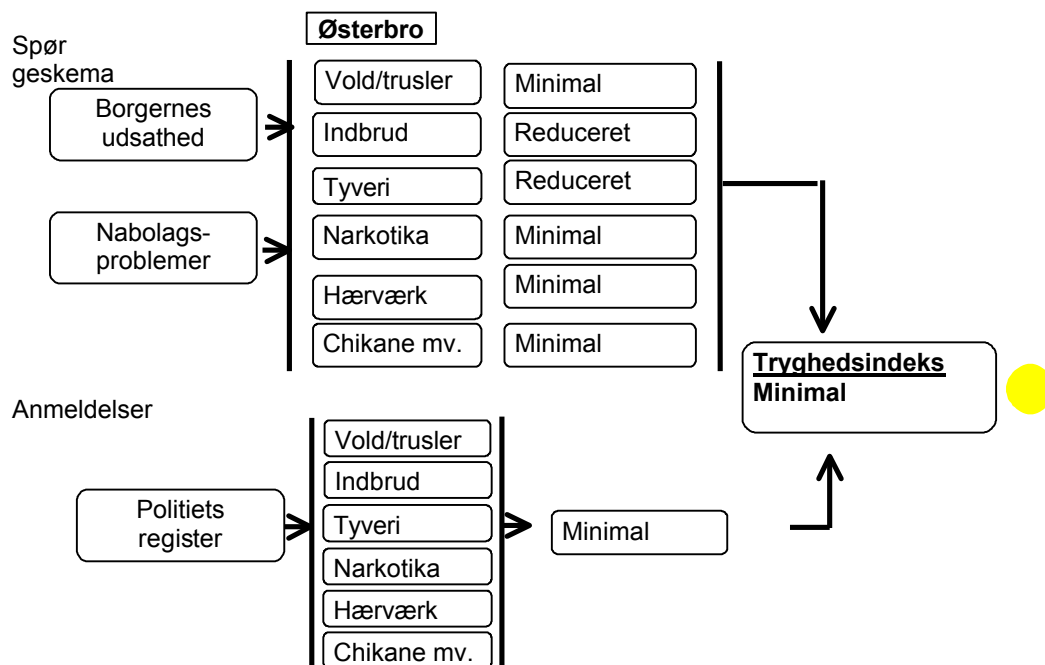 Østerbro
Spør
geskema
Borgernes
udsathed
Nabolags-
problemer
Vold/trusler
Minimal
Indbrud
Reduceret
Tyveri
Reduceret
Narkotika
Minimal
Hærværk
Minimal
Chikane mv.
Minimal
Tryghedsindeks
Minimal
Anmeldelser
Politiets
register
Vold/trusler
Indbrud
Tyveri
Narkotika
Hærværk
Chikane mv.
Minimal